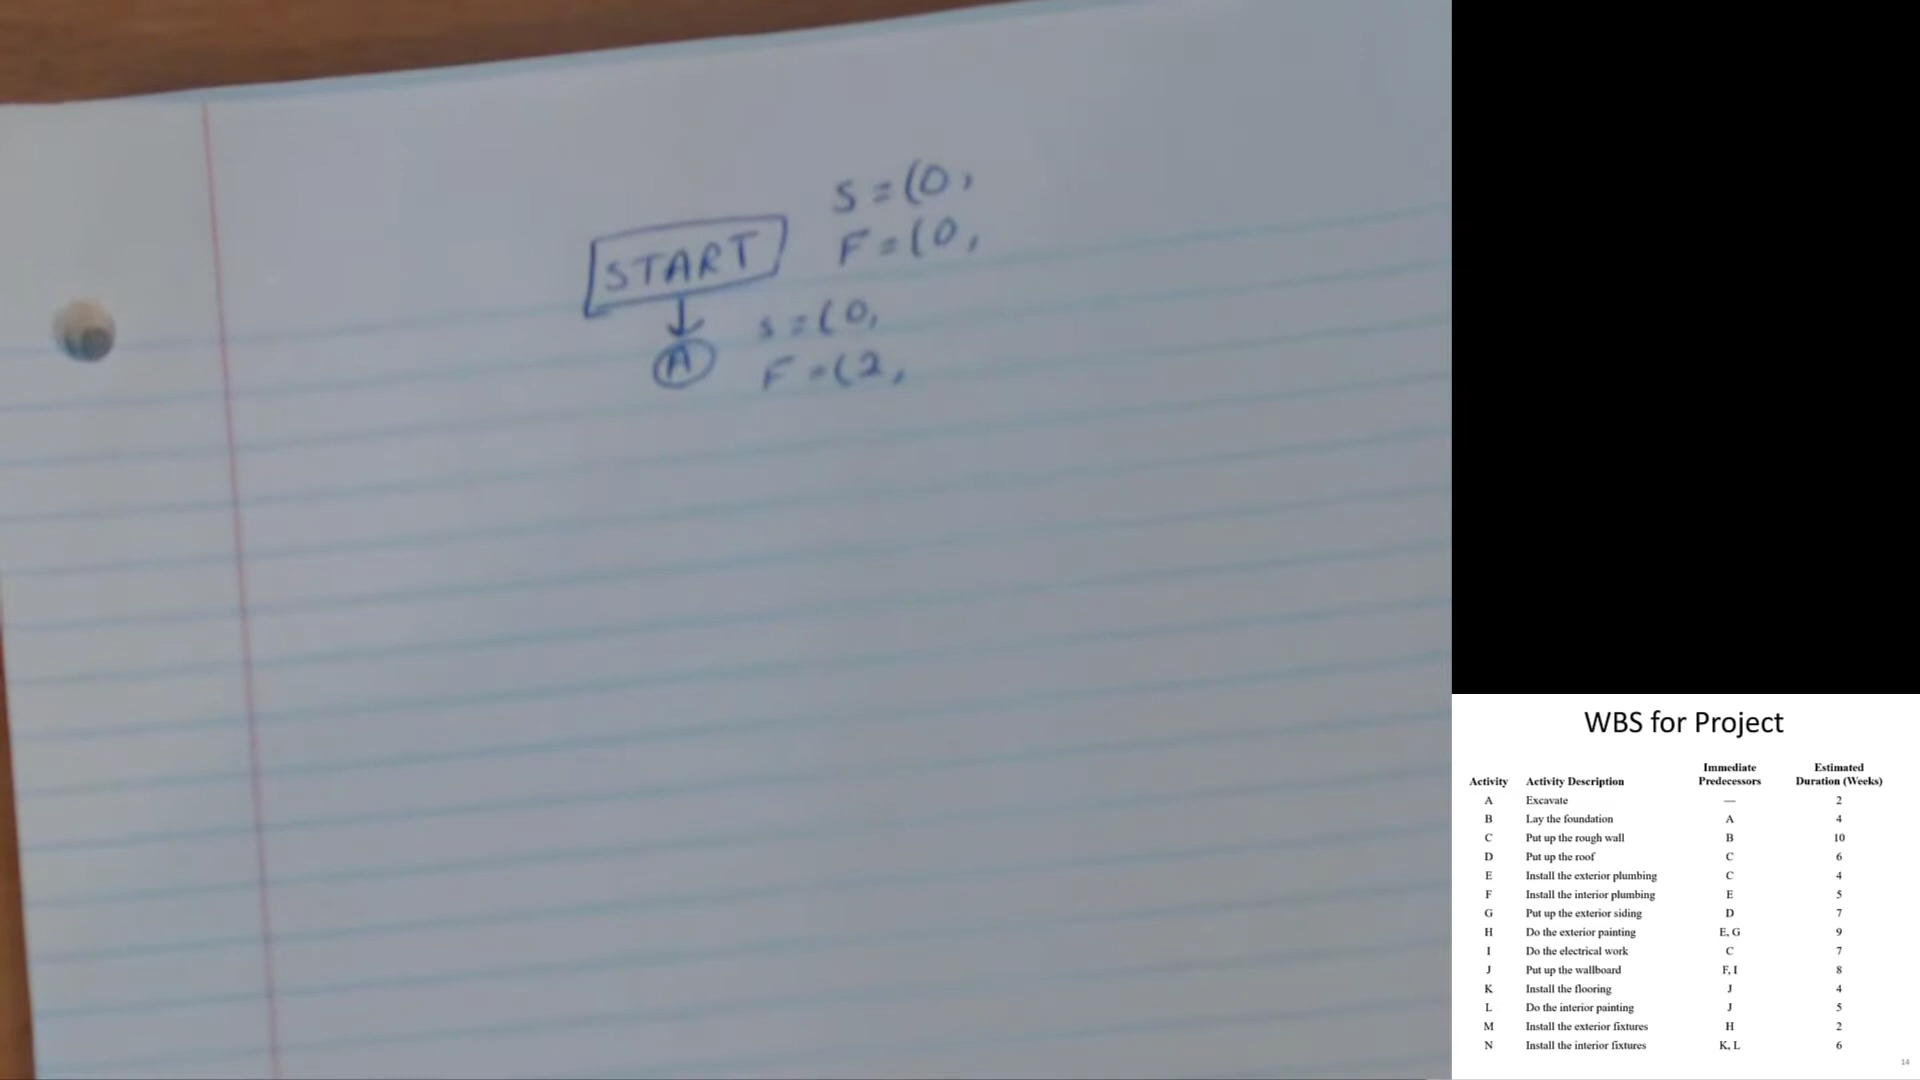 S = (0,
F = (0,
START
S = (0,
A
F = (2,
WBS for Project
Immediate Estimated
Activity Activity Description Predecessors Duration (Weeks)
A Excavate — 2
B Lay the foundation A 4
C Put up the rough wall B 10
D Put up the roof C 6
E Install the exterior plumbing C 4
F Install the interior plumbing E 5
G Put up the exterior siding D 7
H Do the exterior painting E, G 9
I Do the electrical work C 7
J Put up the wallboard F, I 8
K Install the flooring J 4
L Do the interior painting J 5
M Install the exterior fixtures H 2
N Install the interior fixtures K, L 6
14